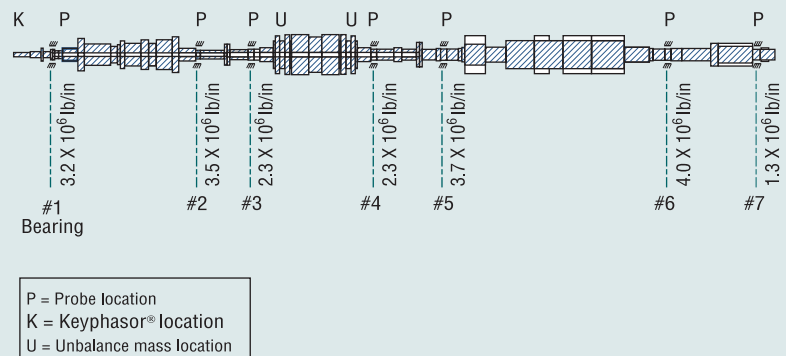 K P P P U U P P P P
3.2 X 10⁶ lb/in
3.5 X 10⁶ lb/in
2.3 X 10⁶ lb/in
2.3 X 10⁶ lb/in
3.7 X 10⁶ lb/in
4.0 X 10⁶ lb/in
1.3 X 10⁶ lb/in
#1 #2 #3 #4 #5 #6 #7
Bearing
P = Probe location
K = Keyphasor® location
U = Unbalance mass location